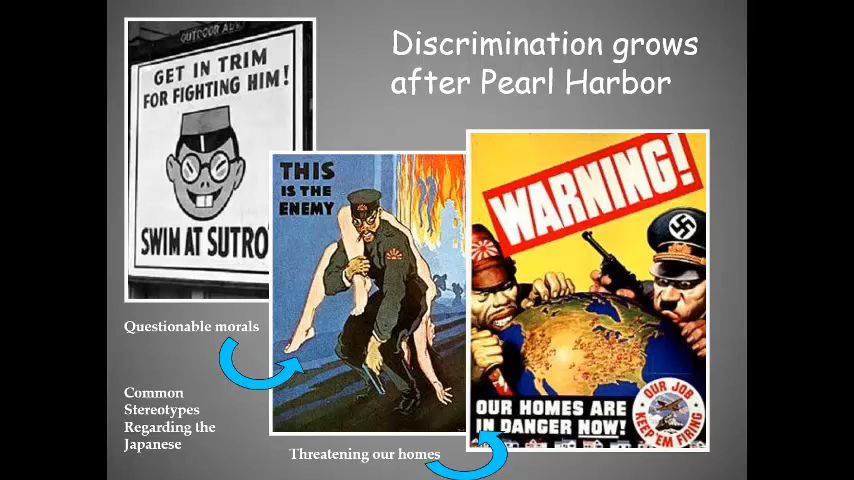 Discrimination grows
after Pearl Harbor
OUTDOOR
GET IN TRIM
FOR FIGHTING HIM!
SWIM AT SUTRO
THIS
IS THE
ENEMY
WARNING!
OUR HOMES ARE
IN DANGER NOW!
OUR JOB
KEEP 'EM FIRING
Questionable morals
Common
Stereotypes
Regarding the
Japanese
Threatening our homes